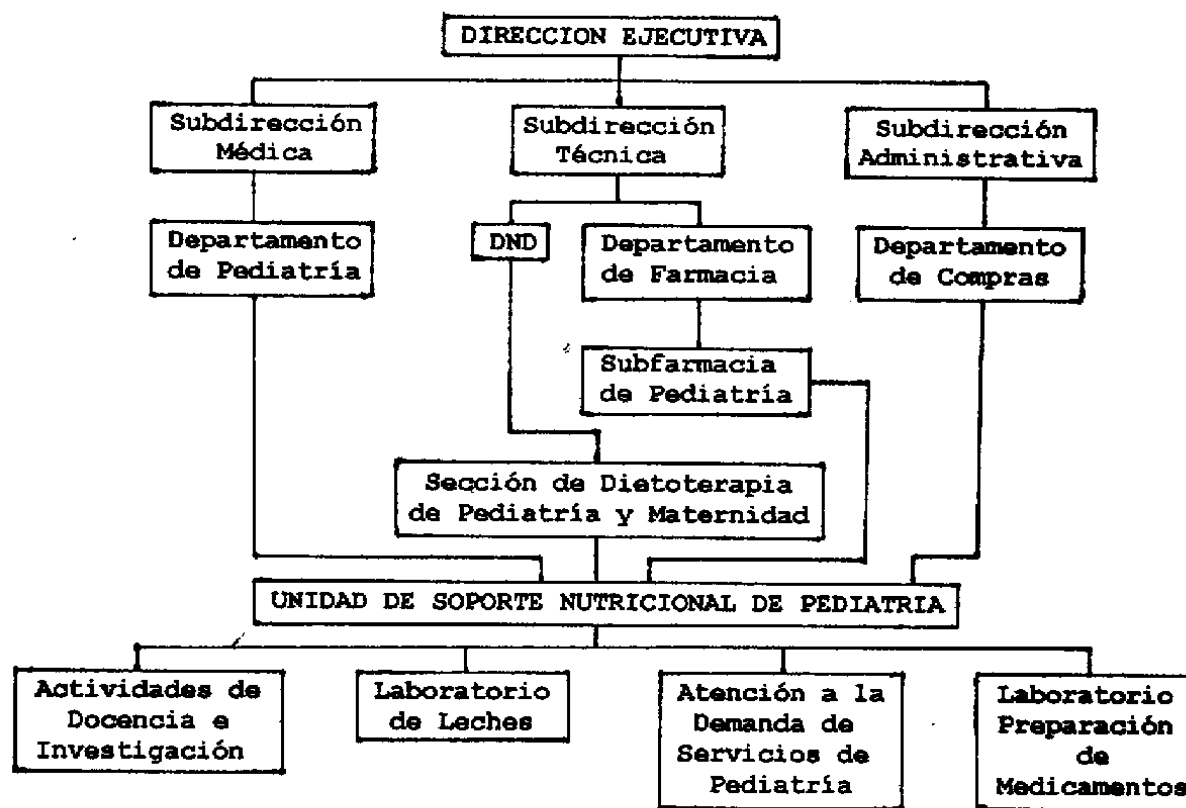 DIRECCION EJECUTIVA
Subdirección
Médica
Subdirección
Técnica
Subdirección
Administrativa
Departamento
de Pediatría
DND
Departamento
de Farmacia
Departamento
de Compras
Subfarmacia
de Pediatría
Sección de Dietoterapia
de Pediatría y Maternidad
UNIDAD DE SOPORTE NUTRICIONAL DE PEDIATRIA
Actividades de
Docencia e
Investigación
Laboratorio
de Leches
Atención a la
Demanda de
Servicios de
Pediatría
Laboratorio
Preparación
de
Medicamentos